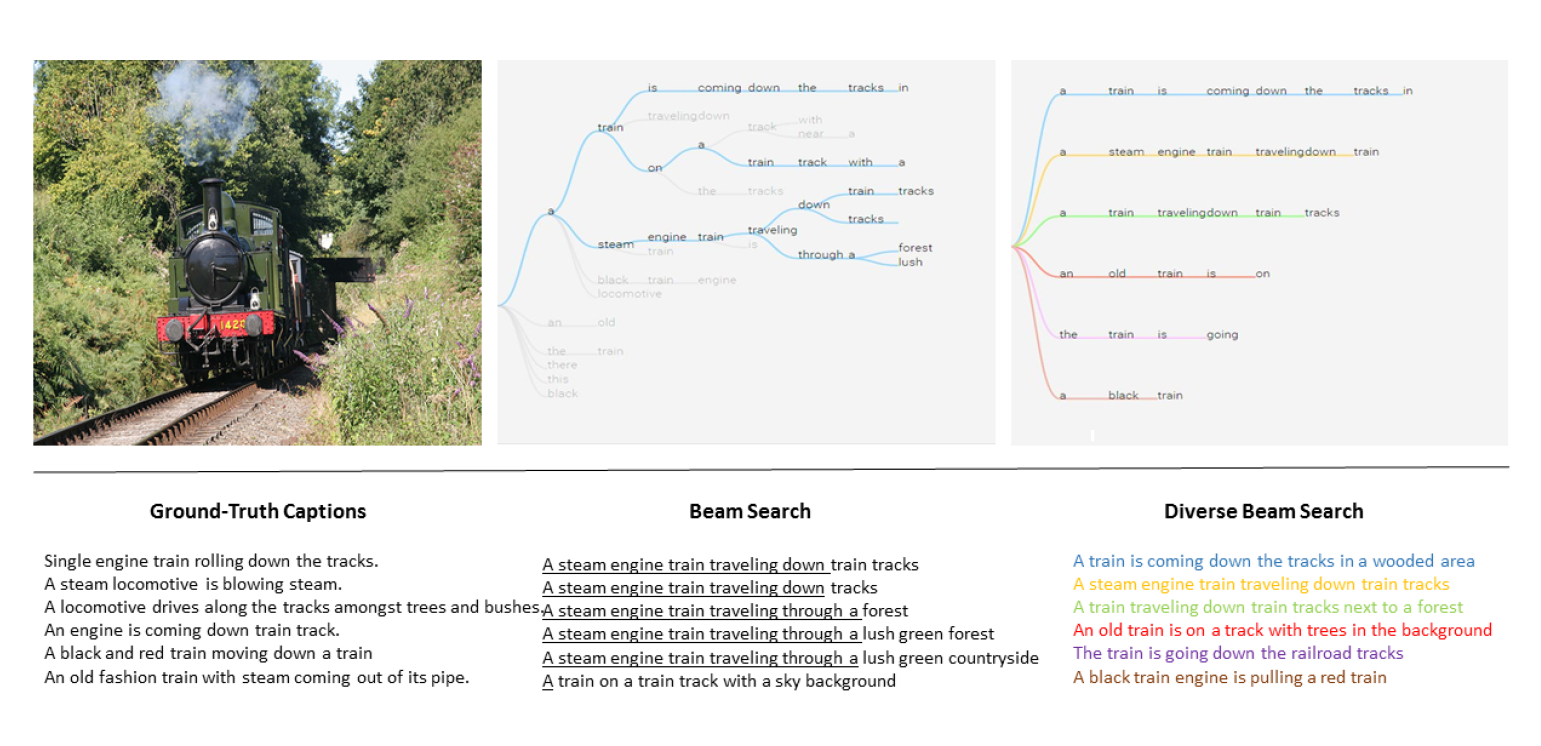 1420
is coming down the tracks in
travelingdown
train
track with
near a
a
on
train track with a
the tracks
train tracks
down
a
tracks
traveling
steam engine train
is
train
through a forest
lush
black train engine
locomotive
an old
the train
there
this
black
a train is coming down the tracks in
a steam engine train travelingdown train
a train travelingdown train tracks
an old train is on
the train is going
a black train
Ground-Truth Captions
Single engine train rolling down the tracks.
A steam locomotive is blowing steam.
A locomotive drives along the tracks amongst trees and bushes.
An engine is coming down train track.
A black and red train moving down a train
An old fashion train with steam coming out of its pipe.
Beam Search
A steam engine train traveling down train tracks
A steam engine train traveling down tracks
A steam engine train traveling through a forest
A steam engine train traveling through a lush green forest
A steam engine train traveling through a lush green countryside
A train on a train track with a sky background
Diverse Beam Search
A train is coming down the tracks in a wooded area
A steam engine train traveling down train tracks
A train traveling down train tracks next to a forest
An old train is on a track with trees in the background
The train is going down the railroad tracks
A black train engine is pulling a red train